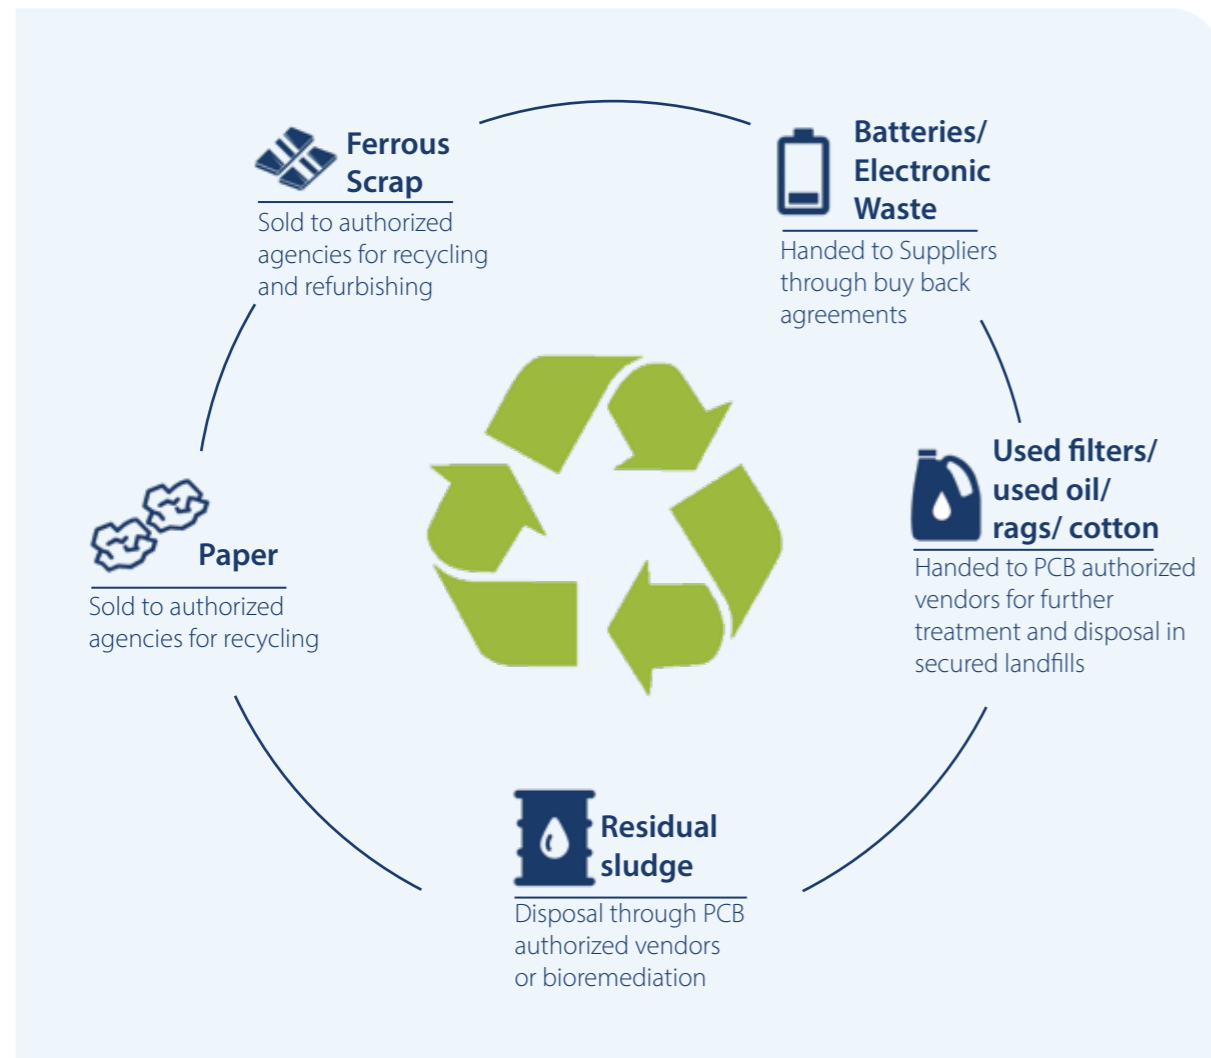 Ferrous
Scrap
Sold to authorized
agencies for recycling
and refurbishing
Batteries/
Electronic
Waste
Handed to Suppliers
through buy back
agreements
Used filters/
used oil/
rags/ cotton
Handed to PCB authorized
vendors for further
treatment and disposal in
secured landfills
Paper
Sold to authorized
agencies for recycling
Residual
sludge
Disposal through PCB
authorized vendors
or bioremediation